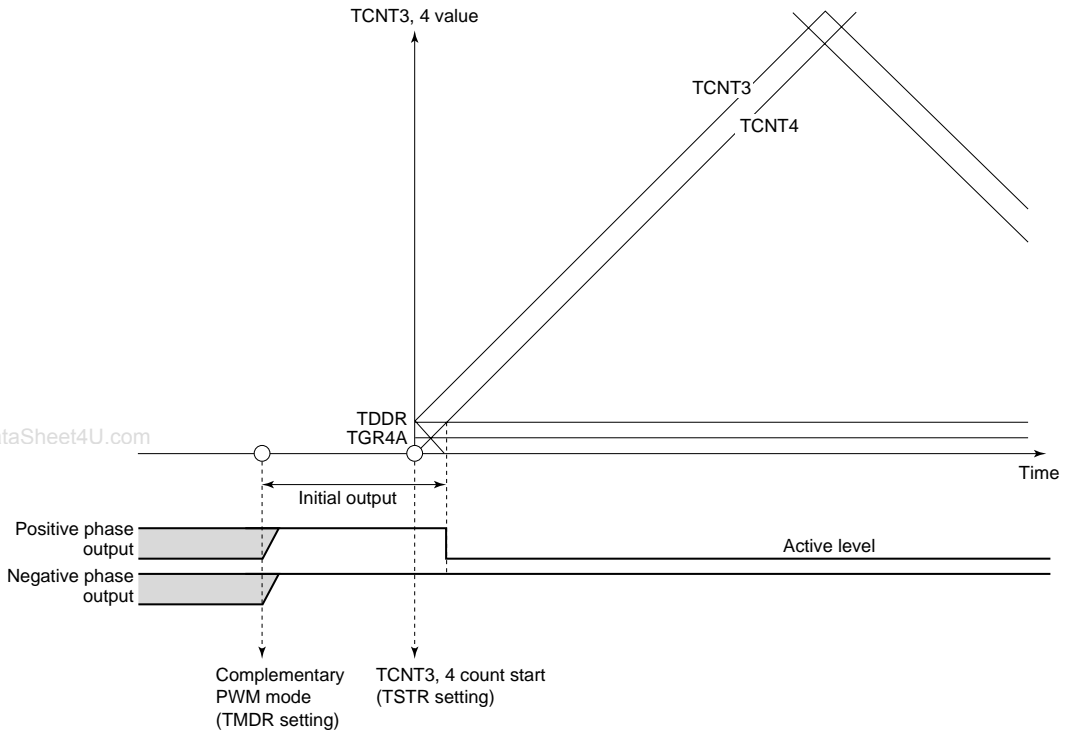 TCNT3, 4 value
TCNT3
TCNT4
TDDR
TGR4A
ataSheet4U.com
Time
Initial output
Positive phase
output
Active level
Negative phase
output
Complementary
PWM mode
(TMDR setting)
TCNT3, 4 count start
(TSTR setting)